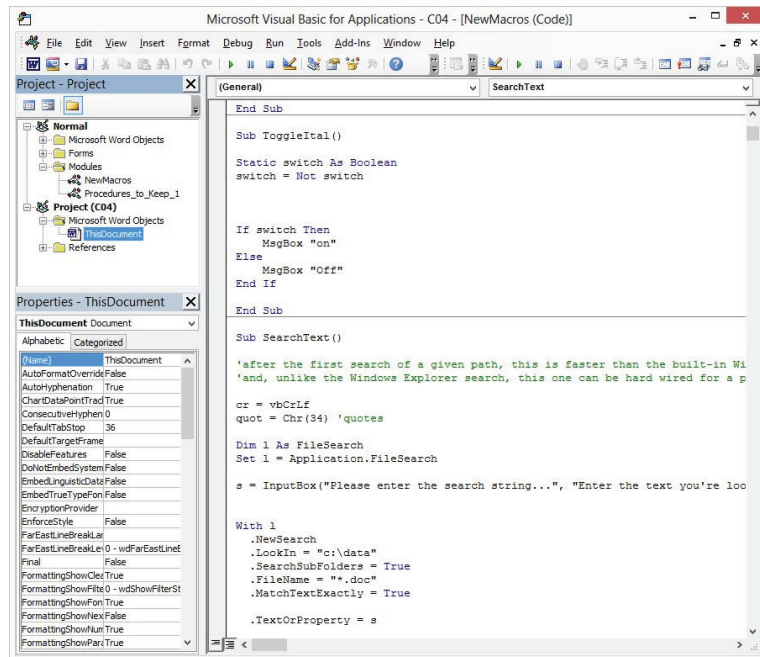 Microsoft Visual Basic for Applications - C04 - [NewMacros (Code)]
File Edit View Insert Format Debug Run Tools Add-Ins Window Help
Project - Project
(General)
SearchText
Normal
Microsoft Word Objects
Forms
Modules
NewMacros
Procedures_to_Keep_1
Project (C04)
Microsoft Word Objects
ThisDocument
References
Properties - ThisDocument
ThisDocument Document
Alphabetic Categorized
(Name) ThisDocument
AutoFormatOverride False
AutoHyphenation True
ChartDataPointTrac True
ConsecutiveHyphen 0
DefaultTabStop 36
DefaultTargetFrame
DisableFeatures False
DoNotEmbedSystem False
EmbedLinguisticData False
EmbedTrueTypeFon False
EncryptionProvider
EnforceStyle False
FarEastLineBreakLan
FarEastLineBreakLev 0 - wdFarEastLineE
Final False
FormattingShowClea True
FormattingShowFilte 0 - wdShowFilterSt
FormattingShowFon True
FormattingShowNex False
FormattingShowNum True
FormattingShowPara True
End Sub
Sub ToggleItal()
Static switch As Boolean
switch = Not switch
If switch Then
MsgBox "on"
Else
MsgBox "Off"
End If
End Sub
Sub SearchText()
'after the first search of a given path, this is faster than the built-in Wi
'and, unlike the Windows Explorer search, this one can be hard wired for a p
cr = vbCrLf
quot = Chr(34) 'quotes
Dim l As FileSearch
Set l = Application.FileSearch
s = InputBox("Please enter the search string...", "Enter the text you're loo
With l
.NewSearch
.LookIn = "c:\data"
.SearchSubFolders = True
.FileName = "*.doc"
.MatchTextExactly = True
.TextOrProperty = s